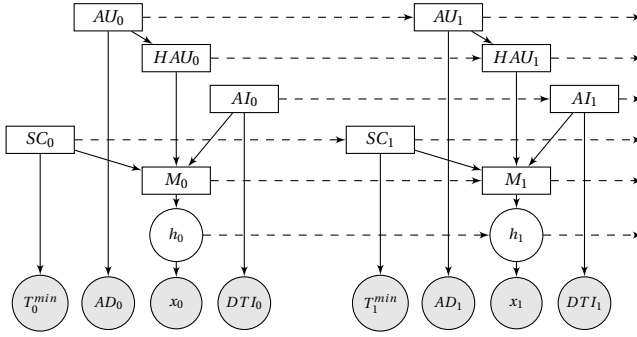 AU₀ AU₁
HAU₀ HAU₁
AI₀ AI₁
SC₀ SC₁
M₀ M₁
h₀ h₁
T₀ᵐⁱⁿ AD₀ x₀ DTI₀ T₁ᵐⁱⁿ AD₁ x₁ DTI₁